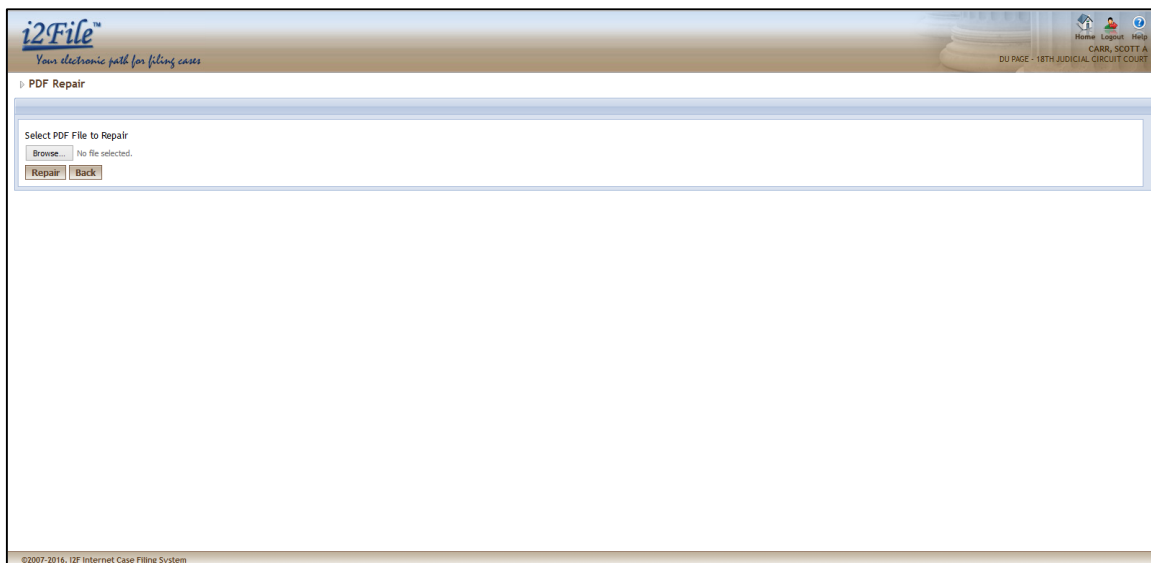 i2File™
Your electronic path for filing cases
Home Logout Help
CARR, SCOTT A
DU PAGE - 18TH JUDICIAL CIRCUIT COURT
PDF Repair
Select PDF File to Repair
Browse... No file selected.
Repair Back
©2007-2016, I2F Internet Case Filing System